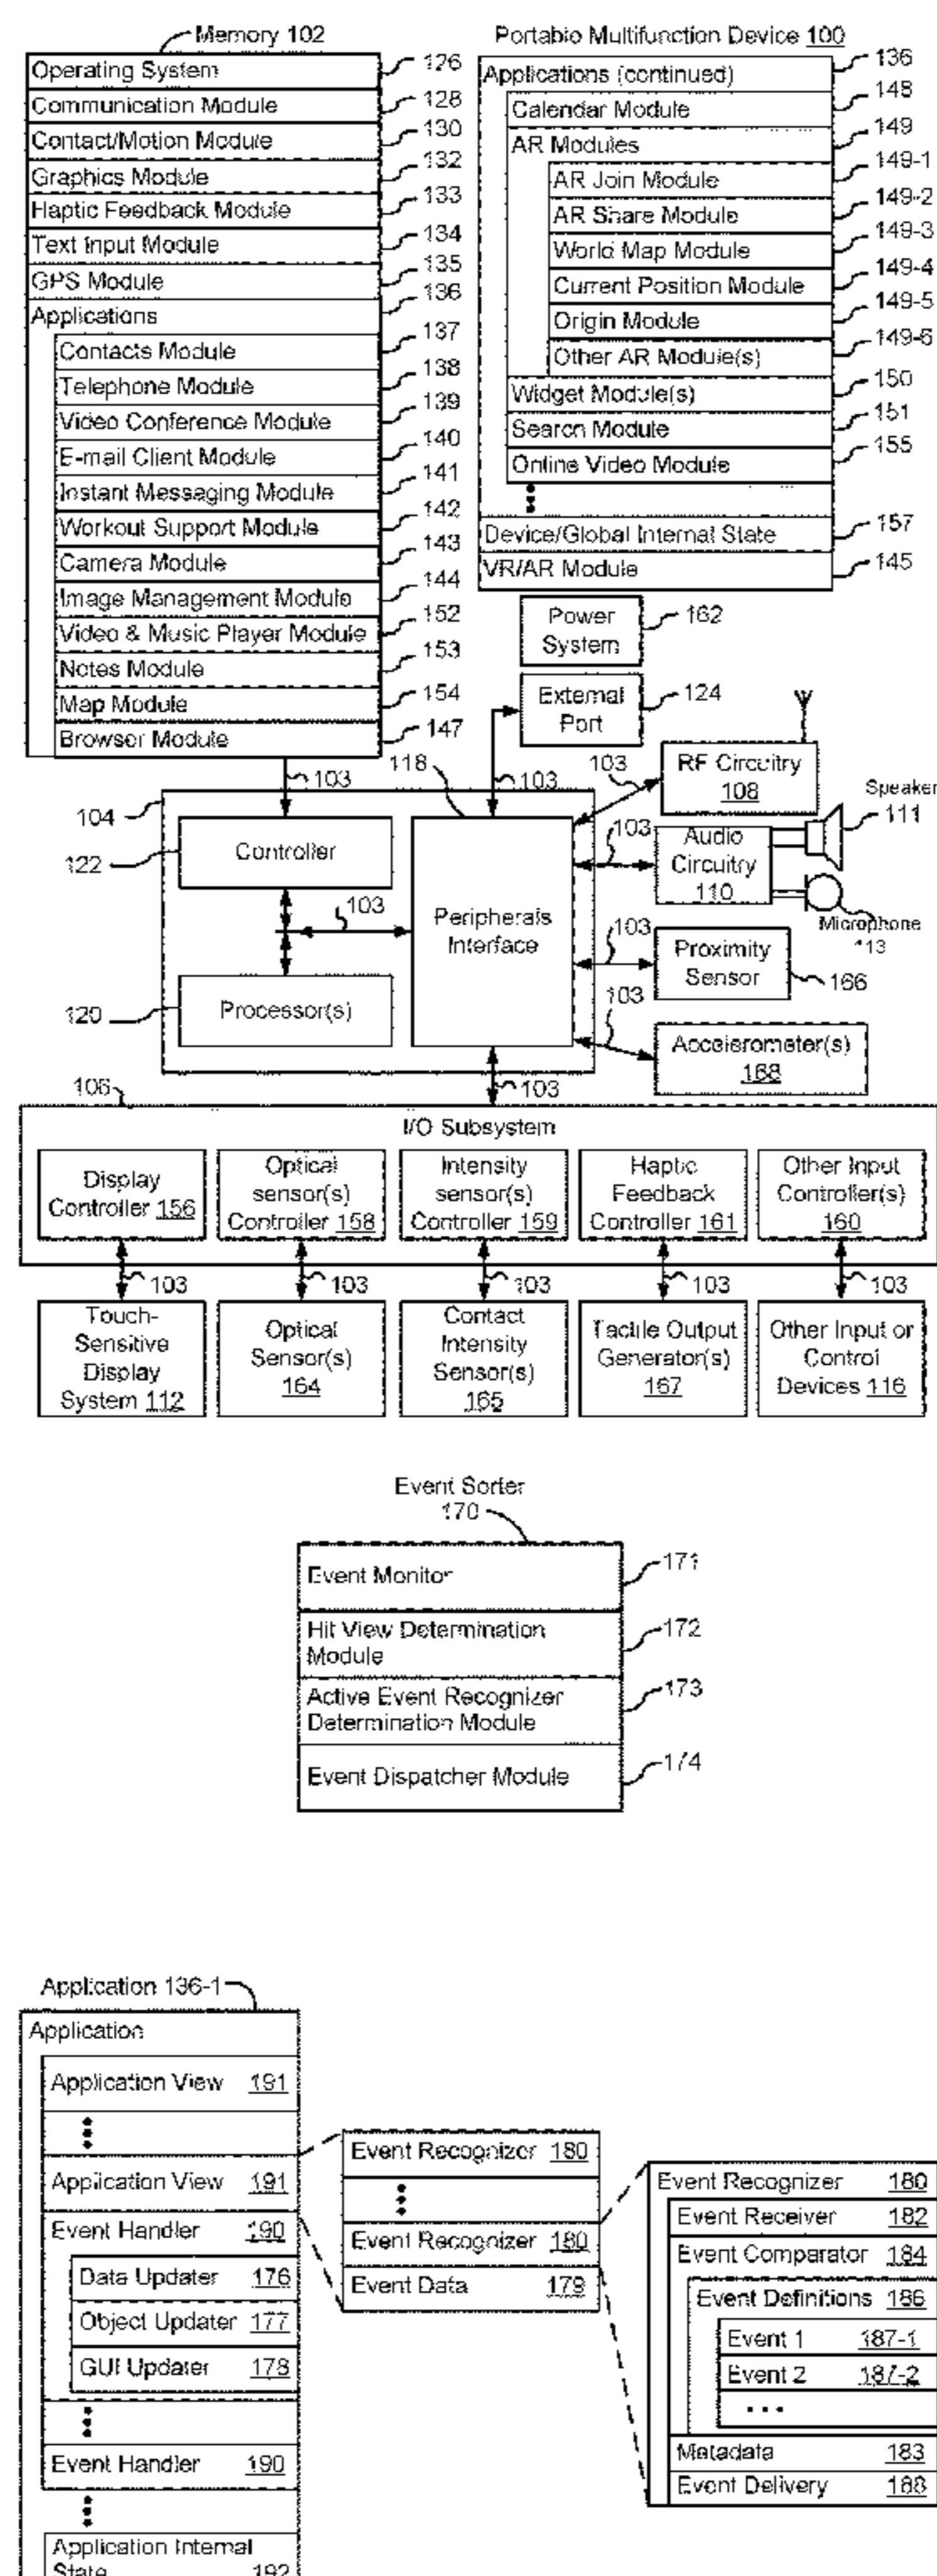 Memory 102
Operating System 126
Communication Module 128
Contact/Motion Module 130
Graphics Module 132
Haptic Feedback Module 133
Text Input Module 134
GPS Module 135
Applications 136
Contacts Module 137
Telephone Module 138
Video Conference Module 139
E-mail Client Module 140
Instant Messaging Module 141
Workout Support Module 142
Camera Module 143
Image Management Module 144
Video & Music Player Module 152
Notes Module 153
Map Module 154
Browser Module 147
Portable Multifunction Device 100
Applications (continued) 136
Calendar Module 148
AR Modules 149
AR Join Module 149-1
AR Share Module 149-2
World Map Module 149-3
Current Position Module 149-4
Origin Module 149-5
Other AR Module(s) 149-6
Widget Module(s) 150
Search Module 151
Online Video Module 155
Device/Global Internal State 157
VR/AR Module 145
Power
System
162
External
Port
124
103
118
103
103
RF Circuitry
108
104
122
Controller
103
Peripherals
Interface
120
Processor(s)
103
Audio
Circuitry
110
Speaker
111
Microphone
113
103
Proximity
Sensor
166
103
Accelerometer(s)
168
103
106
I/O Subsystem
Display
Controller 156
Optical
sensor(s)
Controller 158
Intensity
sensor(s)
Controller 159
Haptic
Feedback
Controller 161
Other Input
Controller(s)
160
103 103 103 103 103
Touch-
Sensitive
Display
System 112
Optical
Sensor(s)
164
Contact
Intensity
Sensor(s)
165
Tactile Output
Generator(s)
167
Other Input or
Control
Devices 116
Event Sorter
170
Event Monitor 171
Hit View Determination
Module
172
Active Event Recognizer
Determination Module
173
Event Dispatcher Module 174
Application 136-1
Application
Application View 191
Application View 191
Event Handler 190
Data Updater 176
Object Updater 177
GUI Updater 178
Event Handler 190
Application Internal
State 192
Event Recognizer 180
Event Recognizer 180
Event Data 179
Event Recognizer 180
Event Receiver 182
Event Comparator 184
Event Definitions 186
Event 1 187-1
Event 2 187-2
...
Metadata 183
Event Delivery 188